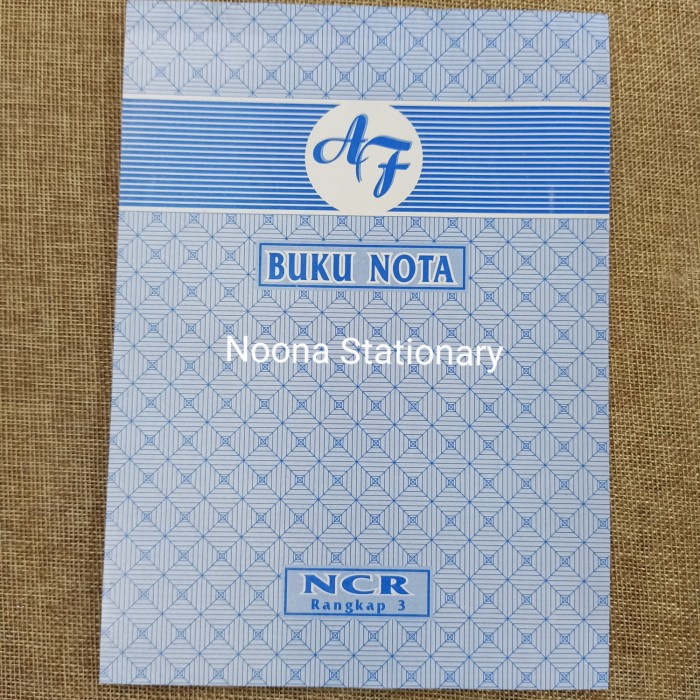 AF
BUKU NOTA
Noona Stationary
NCR
Rangkap 3